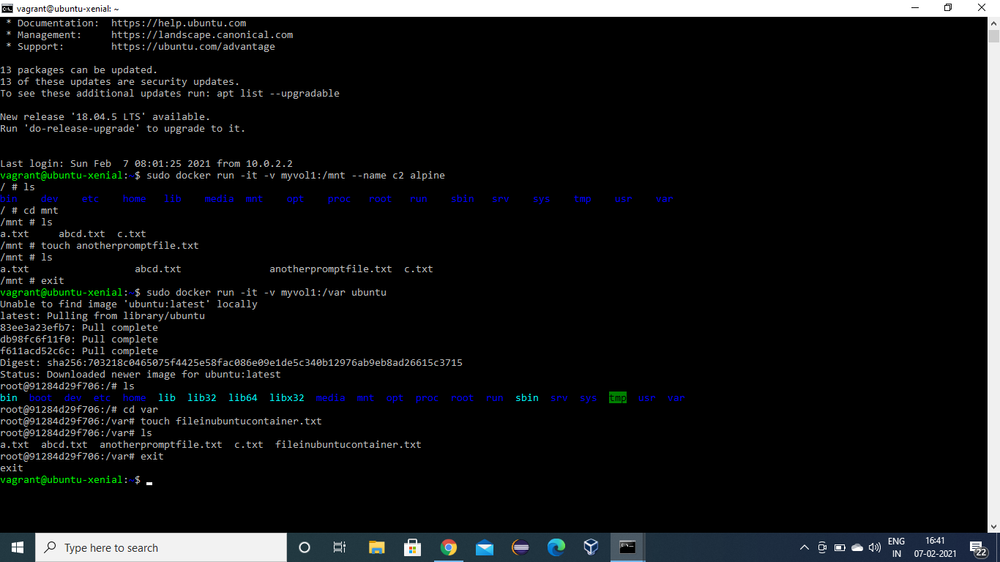 vagrant@ubuntu-xenial: ~
* Documentation:  https://help.ubuntu.com
* Management:     https://landscape.canonical.com
* Support:        https://ubuntu.com/advantage
13 packages can be updated.
13 of these updates are security updates.
To see these additional updates run: apt list --upgradable
New release '18.04.5 LTS' available.
Run 'do-release-upgrade' to upgrade to it.
Last login: Sun Feb  7 08:01:25 2021 from 10.0.2.2
vagrant@ubuntu-xenial:~$ sudo docker run -it -v myvol1:/mnt --name c2 alpine
/ # ls
bin    dev    etc    home   lib    media  mnt    opt    proc   root   run    sbin   srv    sys    tmp    usr    var
/ # cd mnt
/mnt # ls
a.txt     abcd.txt  c.txt
/mnt # touch anotherpromptfile.txt
/mnt # ls
a.txt                  abcd.txt               anotherpromptfile.txt  c.txt
/mnt # exit
vagrant@ubuntu-xenial:~$ sudo docker run -it -v myvol1:/var ubuntu
Unable to find image 'ubuntu:latest' locally
latest: Pulling from library/ubuntu
83ee3a23efb7: Pull complete
db98fc6f11f0: Pull complete
f611acd52c6c: Pull complete
Digest: sha256:703218c0465075f4425e58fac086e09e1de5c340b12976ab9eb8ad26615c3715
Status: Downloaded newer image for ubuntu:latest
root@91284d29f706:/# ls
bin  boot  dev  etc  home  lib  lib32  lib64  libx32  media  mnt  opt  proc  root  run  sbin  srv  sys  tmp  usr  var
root@91284d29f706:/# cd var
root@91284d29f706:/var# touch fileinubuntucontainer.txt
root@91284d29f706:/var# ls
a.txt  abcd.txt  anotherpromptfile.txt  c.txt  fileinubuntucontainer.txt
root@91284d29f706:/var# exit
exit
vagrant@ubuntu-xenial:~$
Type here to search
ENG
IN
16:41
07-02-2021
22